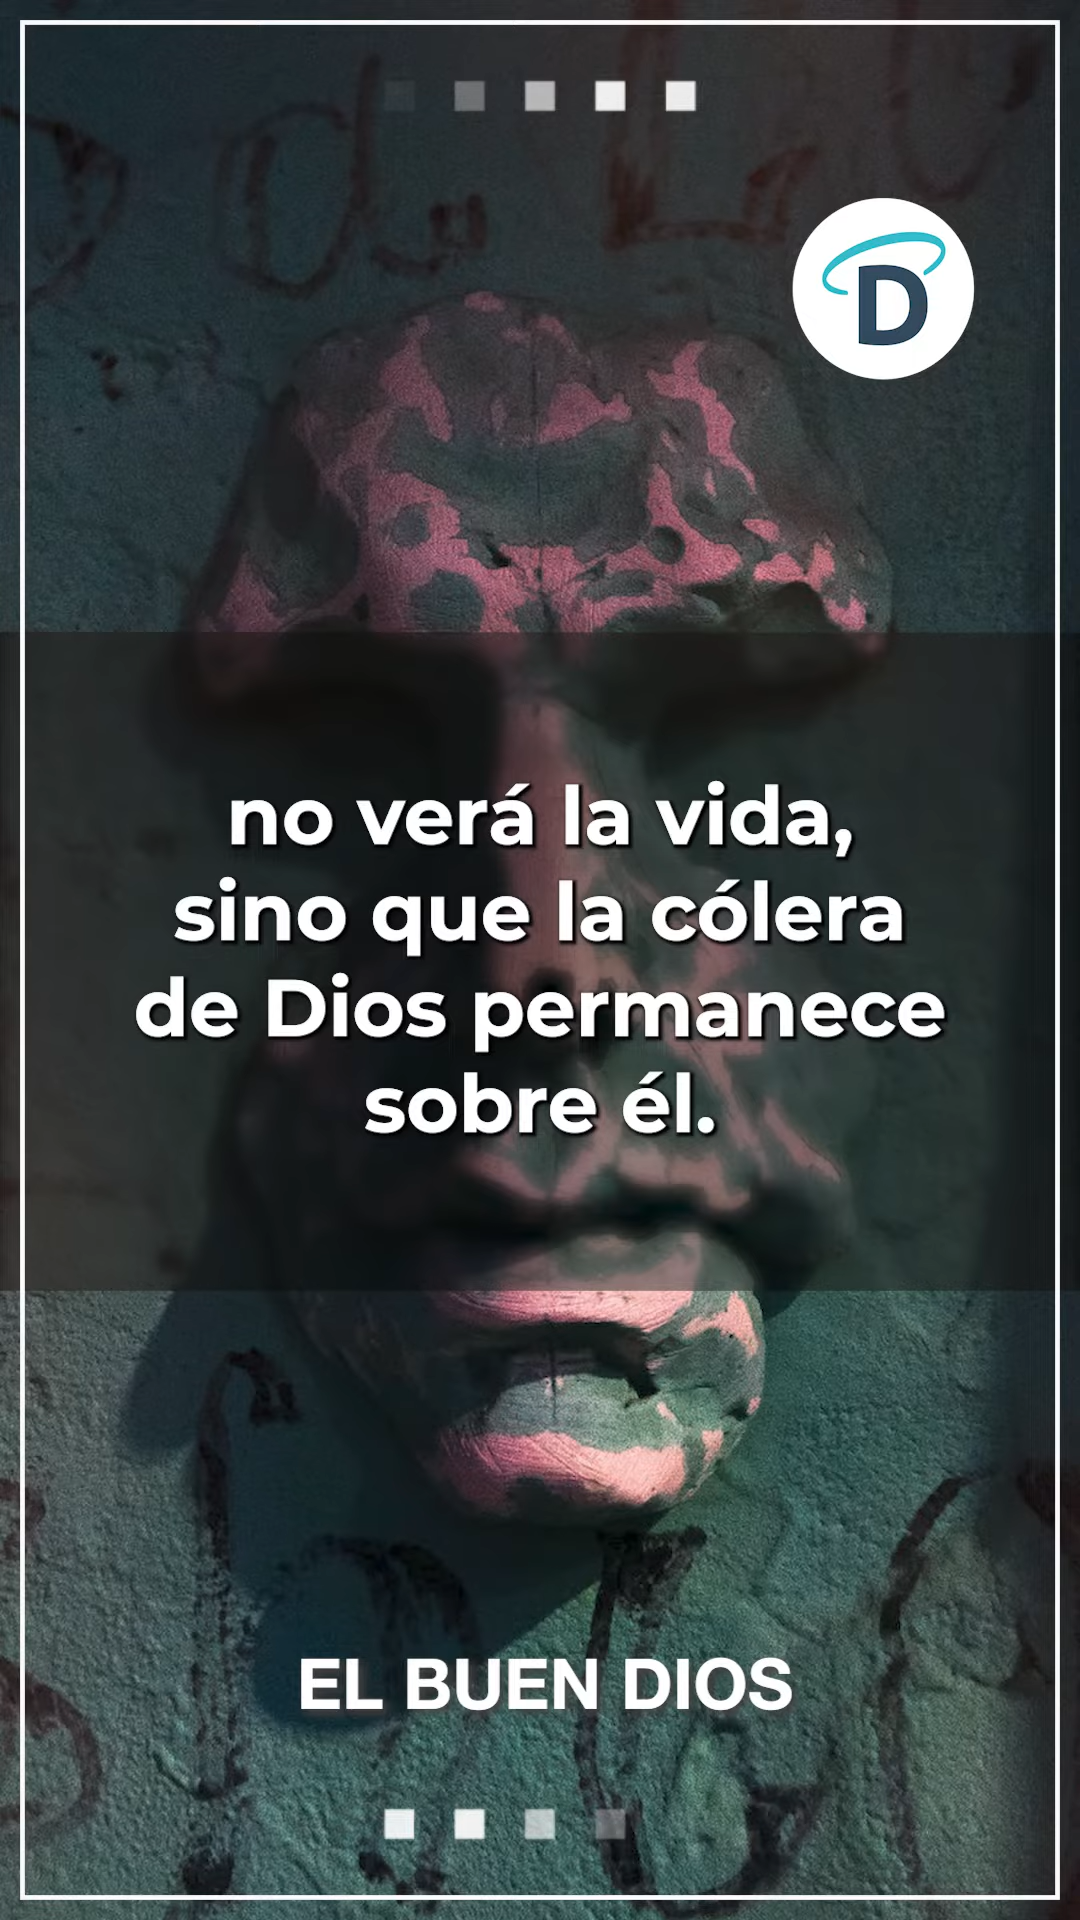 D
no verá la vida,
sino que la cólera
de Dios permanece
sobre él.
EL BUEN DIOS